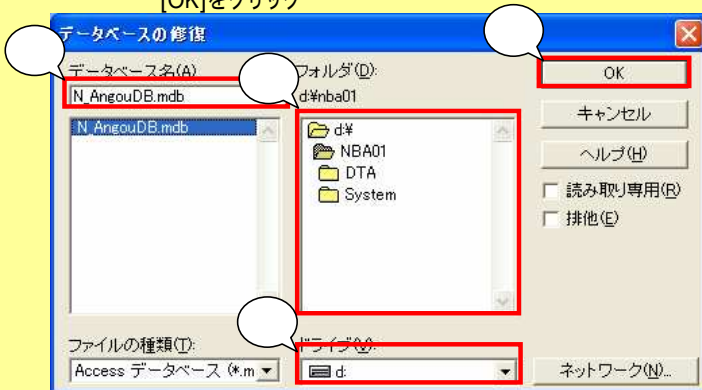 [OK]をクリック
データベースの修復
データベース名(A)
フォルダ(D):
OK
N_AngouDB.mdb
d:¥nba01
キャンセル
N_AngouDB.mdb
d:¥
NBA01
DTA
System
ヘルプ(H)
読み取り専用(R)
排他(E)
ファイルの種類(T):
ドライブ(V):
Access データベース (*.m
d:
ネットワーク(N)...